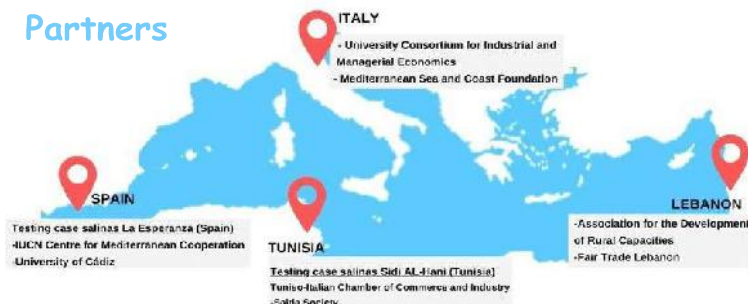 Partners
ITALY
- University Consortium for Industrial and
Managerial Economics
- Mediterranean Sea and Coast Foundation
SPAIN
Testing case salinas La Esperanza (Spain)
-IUCN Centre for Mediterranean Cooperation
-University of Cádiz
TUNISIA
Testing case salinas Sidi AL-Hani (Tunisia)
Tuniso-Italian Chamber of Commerce and Industry
-Saida Society
LEBANON
-Association for the Development
of Rural Capacities
-Fair Trade Lebanon